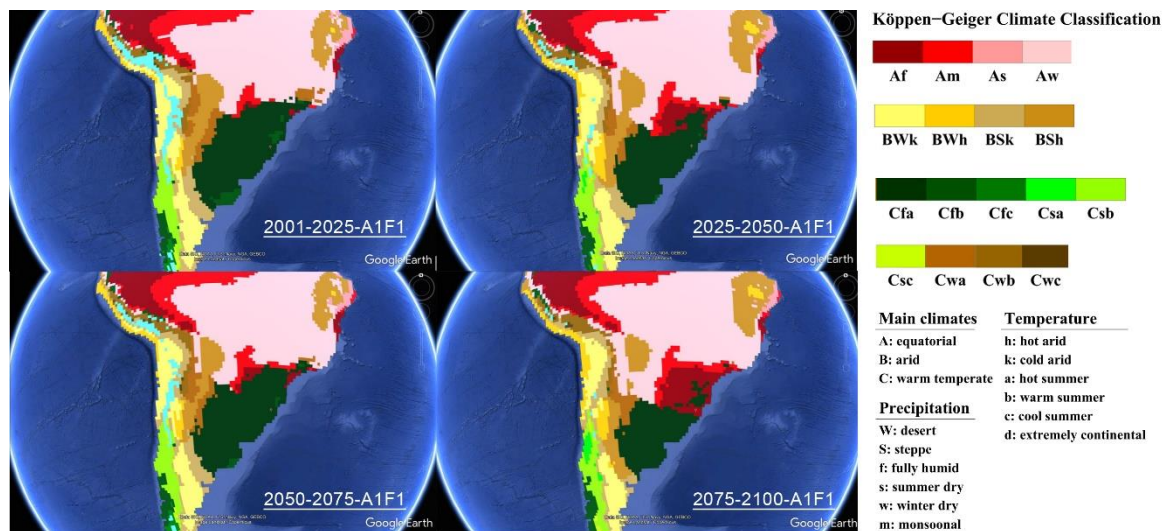 Köppen−Geiger Climate Classification
Af Am As Aw
BWk BWh BSk BSh
Cfa Cfb Cfc Csa Csb
Csc Cwa Cwb Cwc
Main climates
A: equatorial
B: arid
C: warm temperate
Precipitation
W: desert
S: steppe
f: fully humid
s: summer dry
w: winter dry
m: monsoonal
Temperature
h: hot arid
k: cold arid
a: hot summer
b: warm summer
c: cool summer
d: extremely continental
2001-2025-A1F1
Google Earth
2025-2050-A1F1
Google Earth
2050-2075-A1F1
Google Earth
2075-2100-A1F1
Google Earth